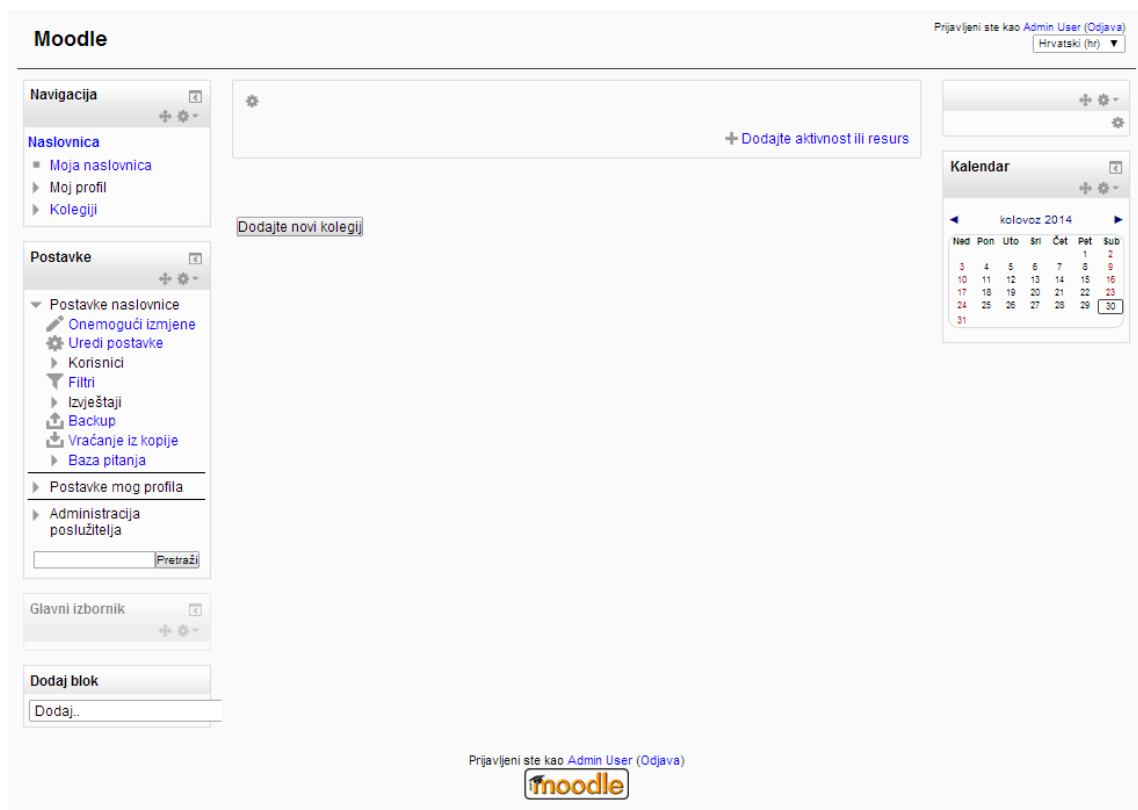 Moodle
Prijavljeni ste kao Admin User (Odjava)
Hrvatski (hr)
Navigacija
Naslovnica
Moja naslovnica
Moj profil
Kolegiji
Postavke
Postavke naslovnice
Onemogući izmjene
Uredi postavke
Korisnici
Filtri
Izvještaji
Backup
Vraćanje iz kopije
Baza pitanja
Postavke mog profila
Administracija
poslužitelja
Pretraži
Glavni izbornik
Dodaj blok
Dodaj..
Dodajte aktivnost ili resurs
Dodajte novi kolegij
Kalendar
kolovoz 2014
Ned Pon Uto Sri Čet Pet Sub
1 2
3 4 5 6 7 8 9
10 11 12 13 14 15 16
17 18 19 20 21 22 23
24 25 26 27 28 29 30
31
Prijavljeni ste kao Admin User (Odjava)
moodle